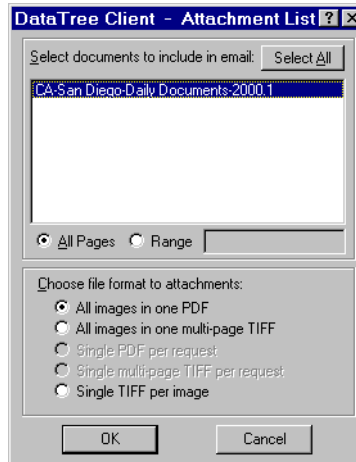 DataTree Client - Attachment List
Select documents to include in email: Select All
CA-San Diego-Daily Documents-2000.1
All Pages Range
Choose file format to attachments:
All images in one PDF
All images in one multi-page TIFF
Single PDF per request
Single multi-page TIFF per request
Single TIFF per image
OK Cancel